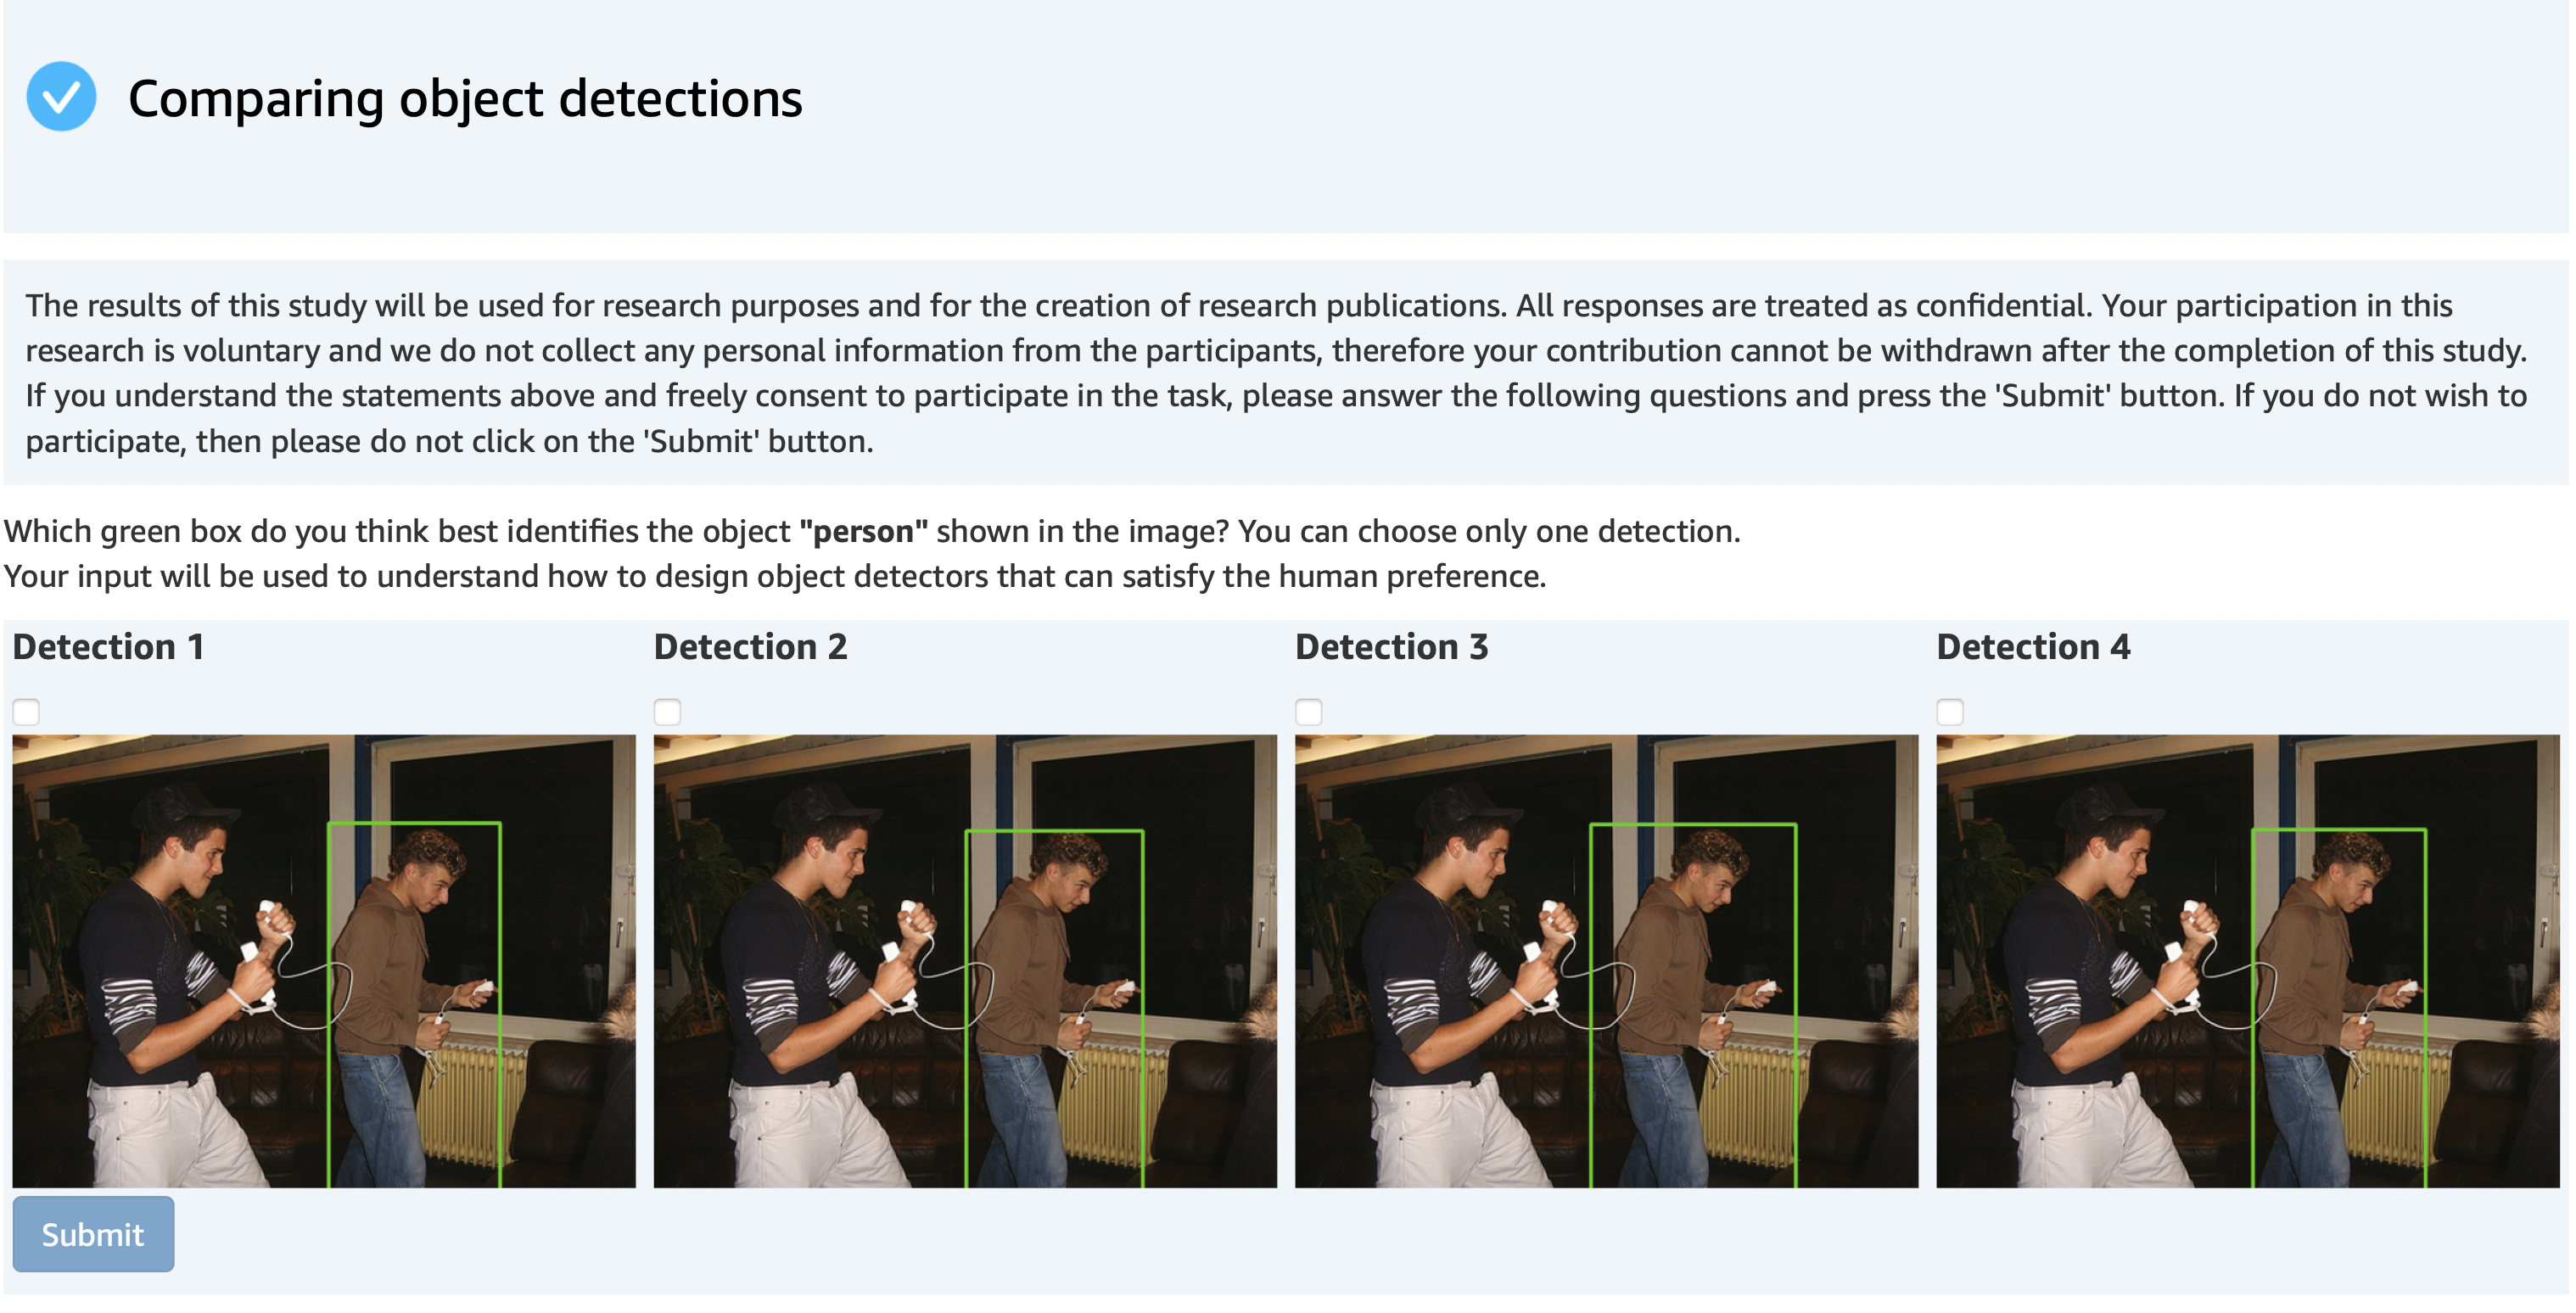 Comparing object detections
The results of this study will be used for research purposes and for the creation of research publications. All responses are treated as confidential. Your participation in this
research is voluntary and we do not collect any personal information from the participants, therefore your contribution cannot be withdrawn after the completion of this study.
If you understand the statements above and freely consent to participate in the task, please answer the following questions and press the 'Submit' button. If you do not wish to
participate, then please do not click on the 'Submit' button.
Which green box do you think best identifies the object "person" shown in the image? You can choose only one detection.
Your input will be used to understand how to design object detectors that can satisfy the human preference.
Detection 1 Detection 2 Detection 3 Detection 4
Submit